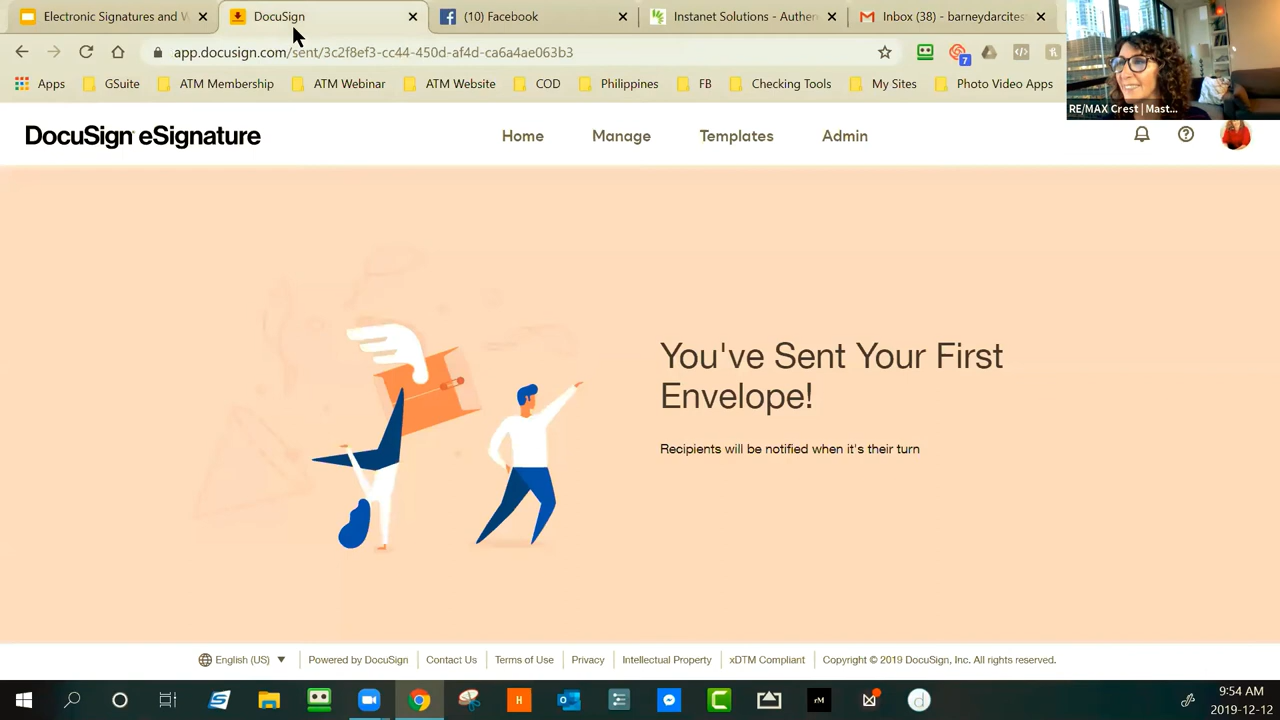 Electronic Signatures and W
DocuSign
(10) Facebook
Instanet Solutions - Authe
Inbox (38) - barneydarcites
app.docusign.com/sent/3c2f8ef3-cc44-450d-af4d-ca6a4ae063b3
7
Apps
GSuite
ATM Membership
ATM Webi
ATM Website
COD
Philippines
FB
Checking Tools
My Sites
Photo Video Apps
RE/MAX Crest | Mast...
DocuSign eSignature
Home
Manage
Templates
Admin
You've Sent Your First
Envelope!
Recipients will be notified when it's their turn
English (US)
Powered by DocuSign
Contact Us
Terms of Use
Privacy
Intellectual Property
xDTM Compliant
Copyright © 2019 DocuSign, Inc. All rights reserved.
H
rM
d
9:54 AM
2019-12-12